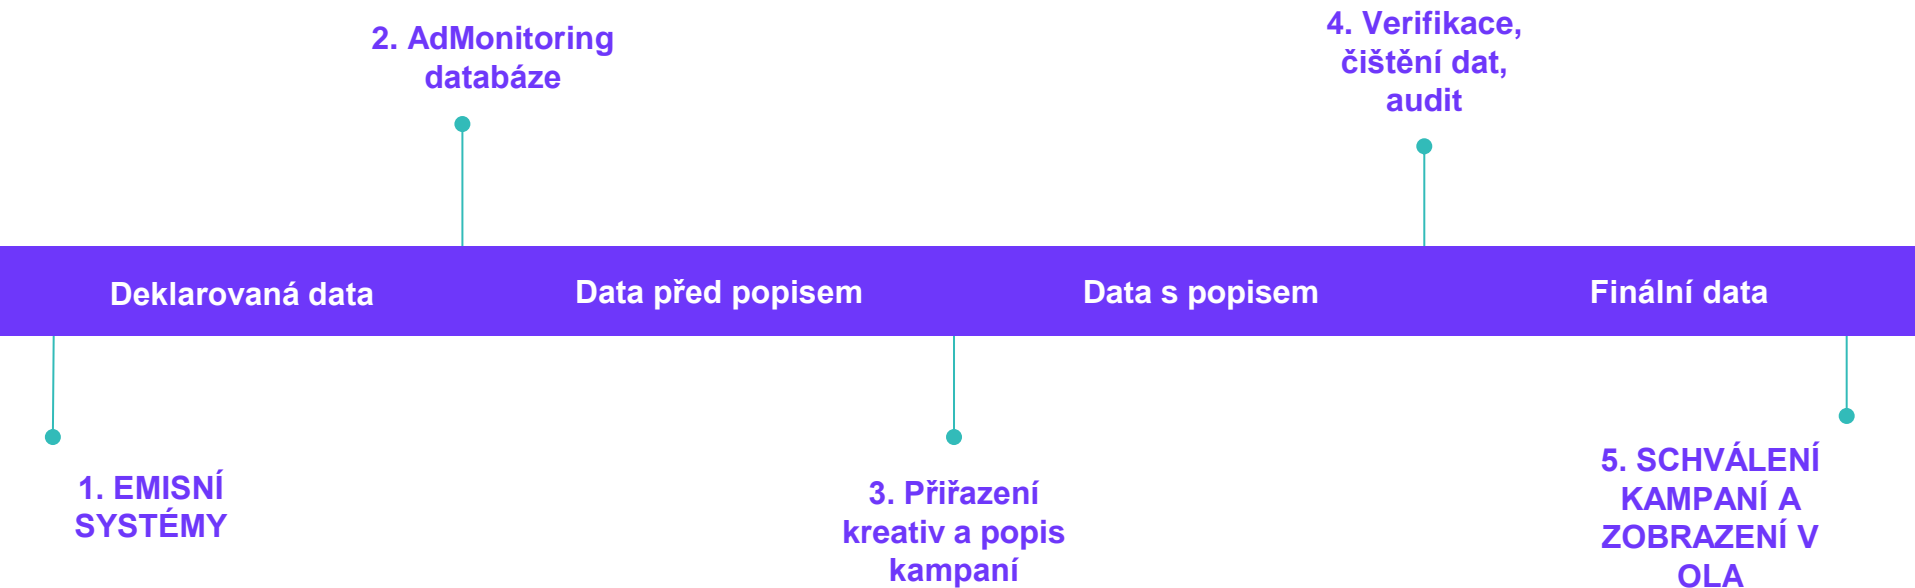 2. AdMonitoring
databáze
4. Verifikace,
čištění dat,
audit
Deklarovaná data
Data před popisem
Data s popisem
Finální data
1. EMISNÍ
SYSTÉMY
3. Přiřazení
kreativ a popis
kampaní
5. SCHVÁLENÍ
KAMPANÍ A
ZOBRAZENÍ V
OLA